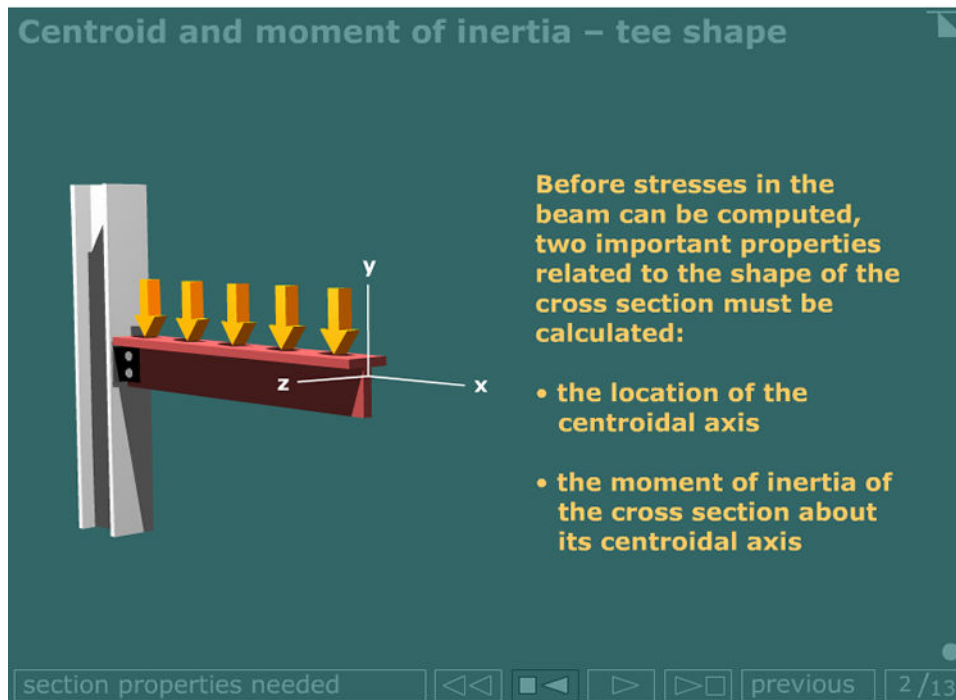 Centroid and moment of inertia – tee shape
Before stresses in the
beam can be computed,
two important properties
related to the shape of the
cross section must be
calculated:
• the location of the
centroidal axis
• the moment of inertia of
the cross section about
its centroidal axis
y
z
x
section properties needed
previous
2/13